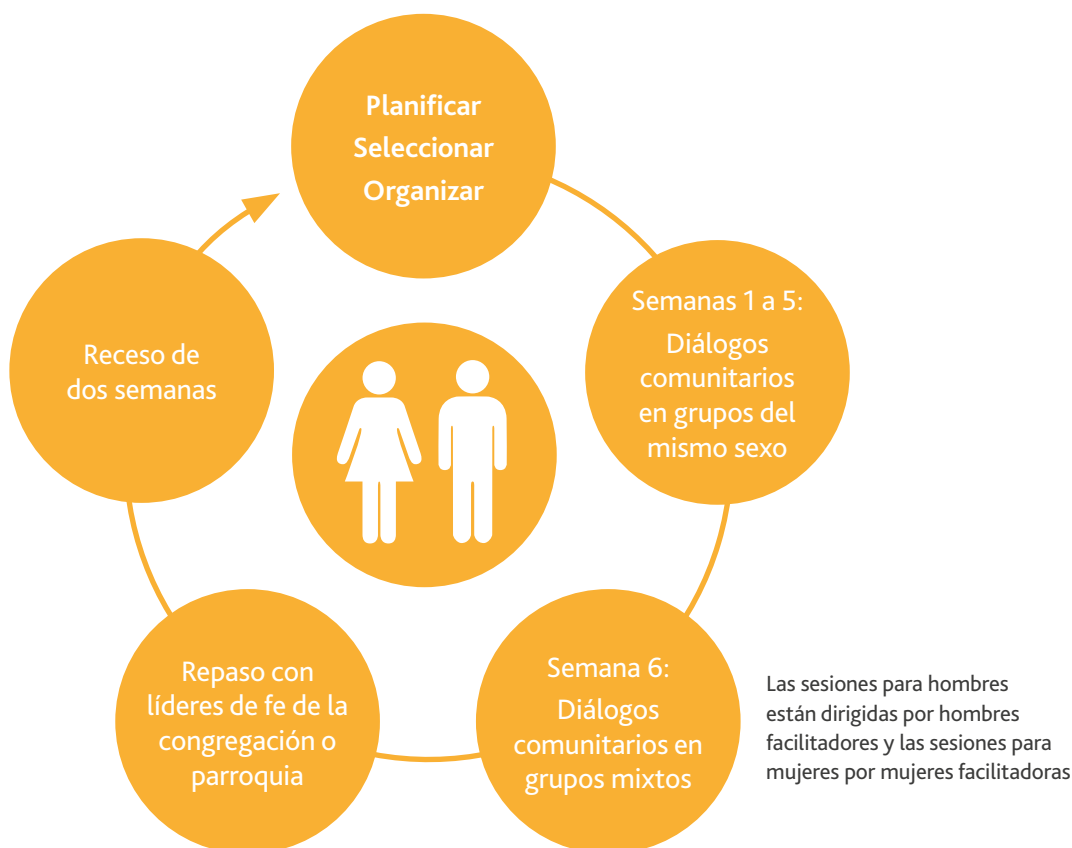 Planificar
Seleccionar
Organizar
Semanas 1 a 5:
Diálogos
comunitarios
en grupos del
mismo sexo
Semana 6:
Diálogos
comunitarios en
grupos mixtos
Las sesiones para hombres
están dirigidas por hombres
facilitadores y las sesiones para
mujeres por mujeres facilitadoras
Repaso con
líderes de fe de la
congregación o
parroquia
Receso de
dos semanas